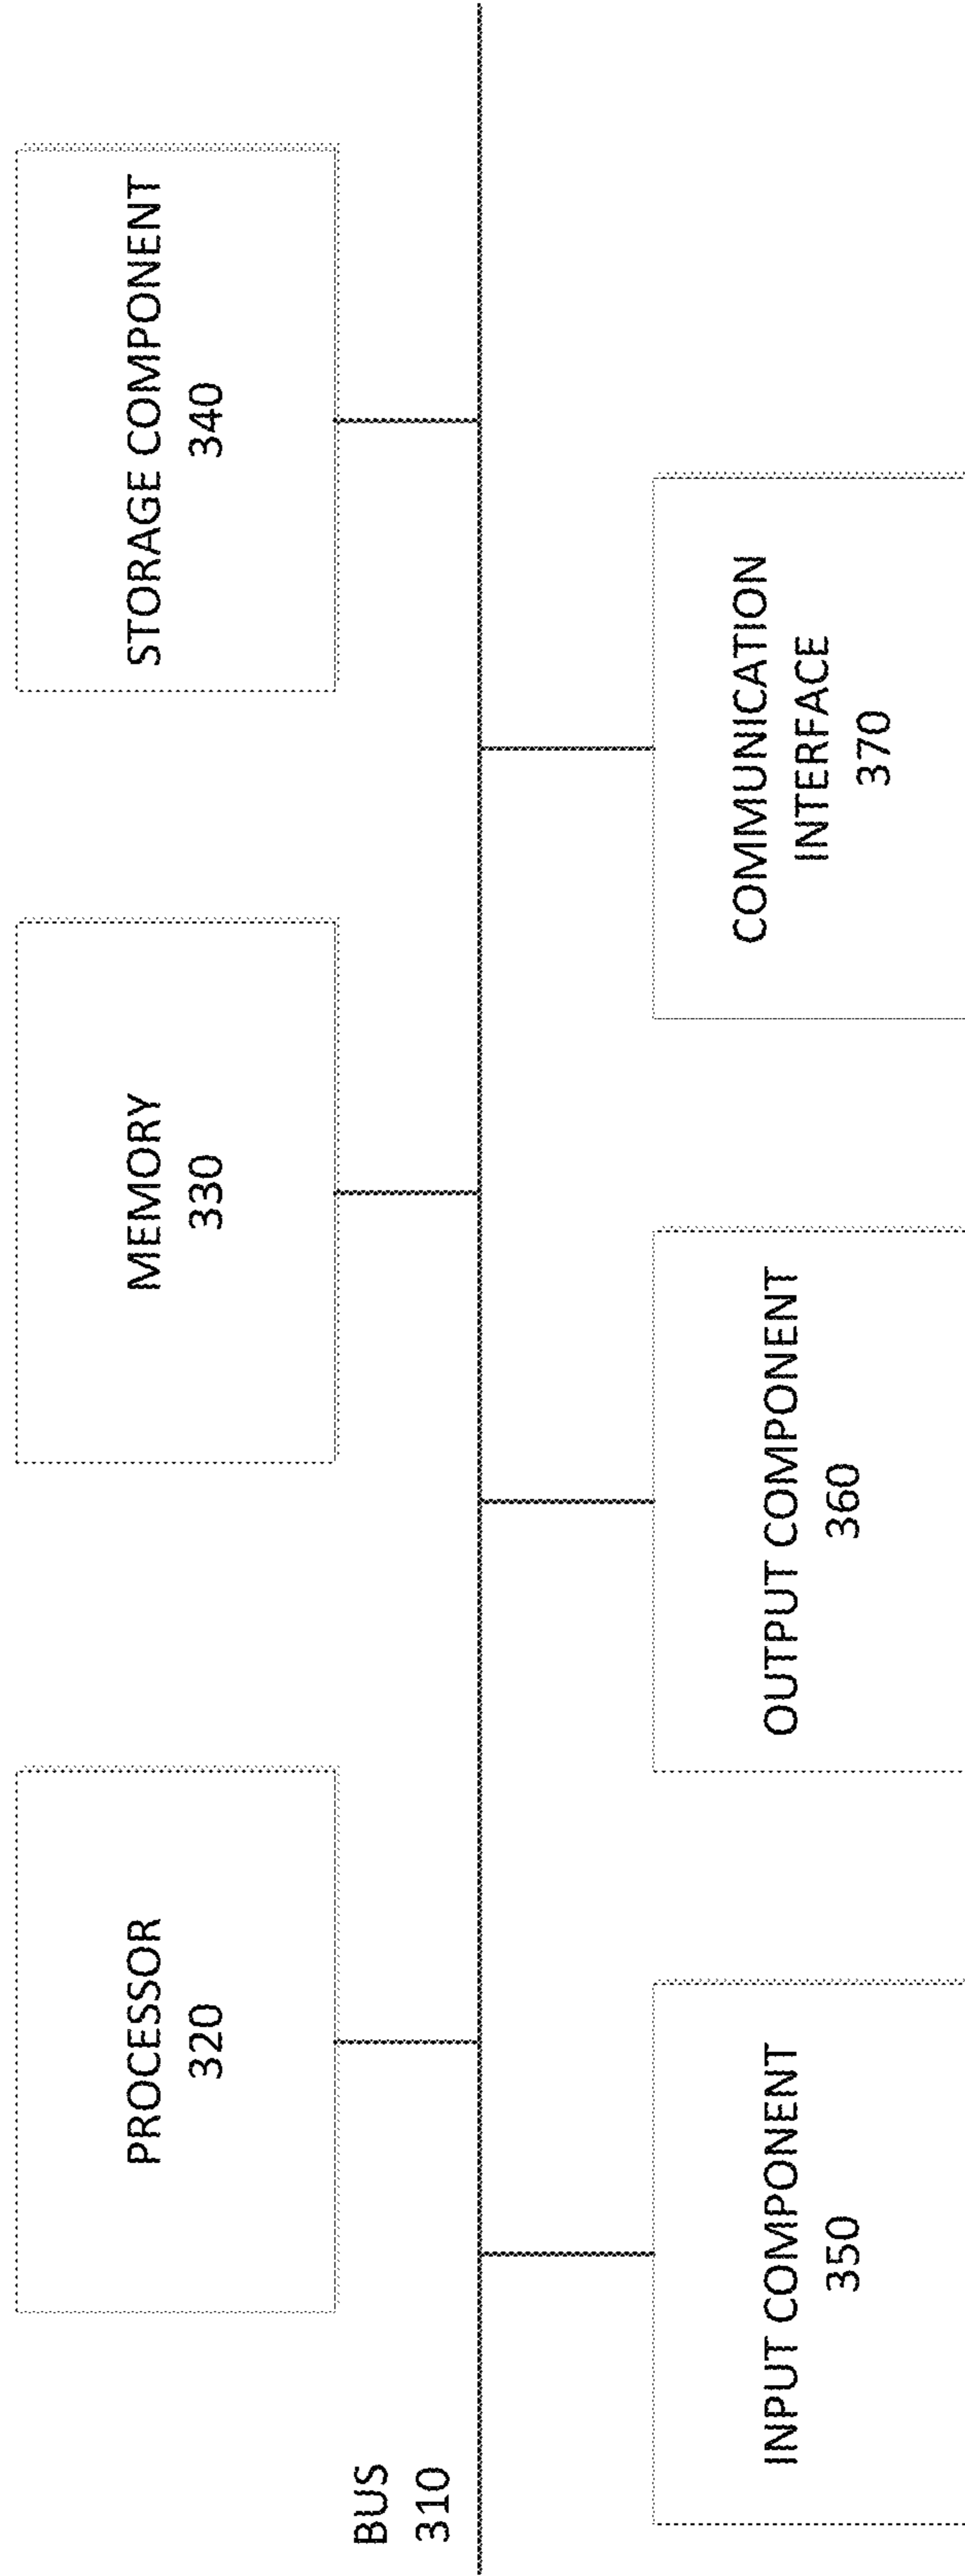 PROCESSOR
320
MEMORY
330
STORAGE COMPONENT
340
BUS
310
INPUT COMPONENT
350
OUTPUT COMPONENT
360
COMMUNICATION
INTERFACE
370